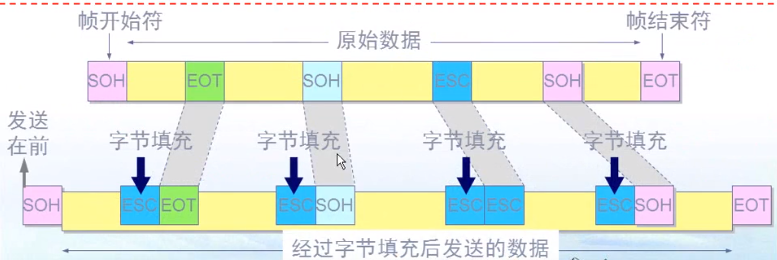 帧开始符 帧结束符
原始数据
SOH EOT SOH ESC SOH EOT
发送
在前
字节填充 字节填充 字节填充 字节填充
SOH ESC EOT ESC SOH ESC ESC ESC SOH EOT
经过字节填充后发送的数据